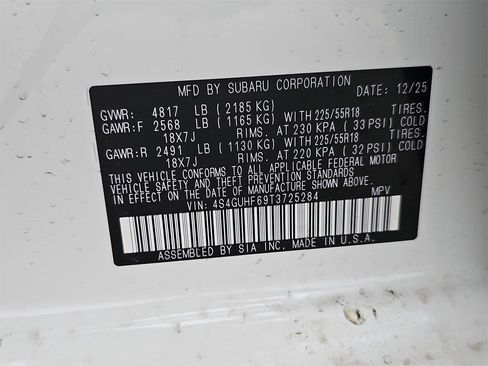 MFD BY SUBARU CORPORATION DATE: 12/25
GVWR: 4817 LB (2185 KG)
GAWR:F 2568 LB (1165 KG) WITH 225/55R18 TIRES.
18X7J RIMS. AT 230 KPA (33 PSI) COLD
GAWR:R 2491 LB (1130 KG) WITH 225/55R18 TIRES.
18X7J RIMS. AT 220 KPA (32 PSI) COLD
THIS VEHICLE CONFORMS TO ALL APPLICABLE FEDERAL MOTOR
VEHICLE SAFETY AND THEFT PREVENTION STANDARDS
IN EFFECT ON THE DATE OF MANUFACTURE SHOWN ABOVE.
VIN: 4S4GUHF69T3725284 MPV
ASSEMBLED BY SIA INC. MADE IN U.S.A.